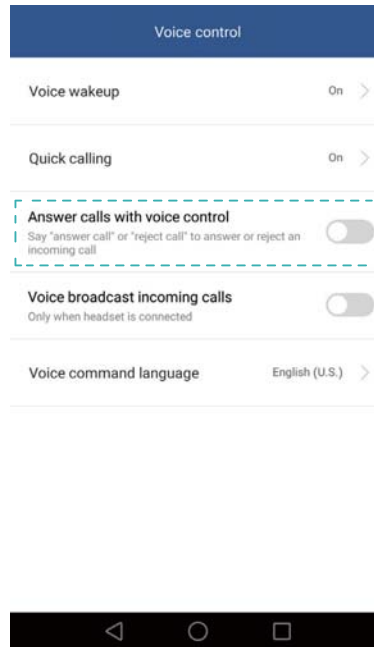 Voice control
Voice wakeup On
Quick calling On
Answer calls with voice control
Say "answer call" or "reject call" to answer or reject an
incoming call
Voice broadcast incoming calls
Only when headset is connected
Voice command language English (U.S.)